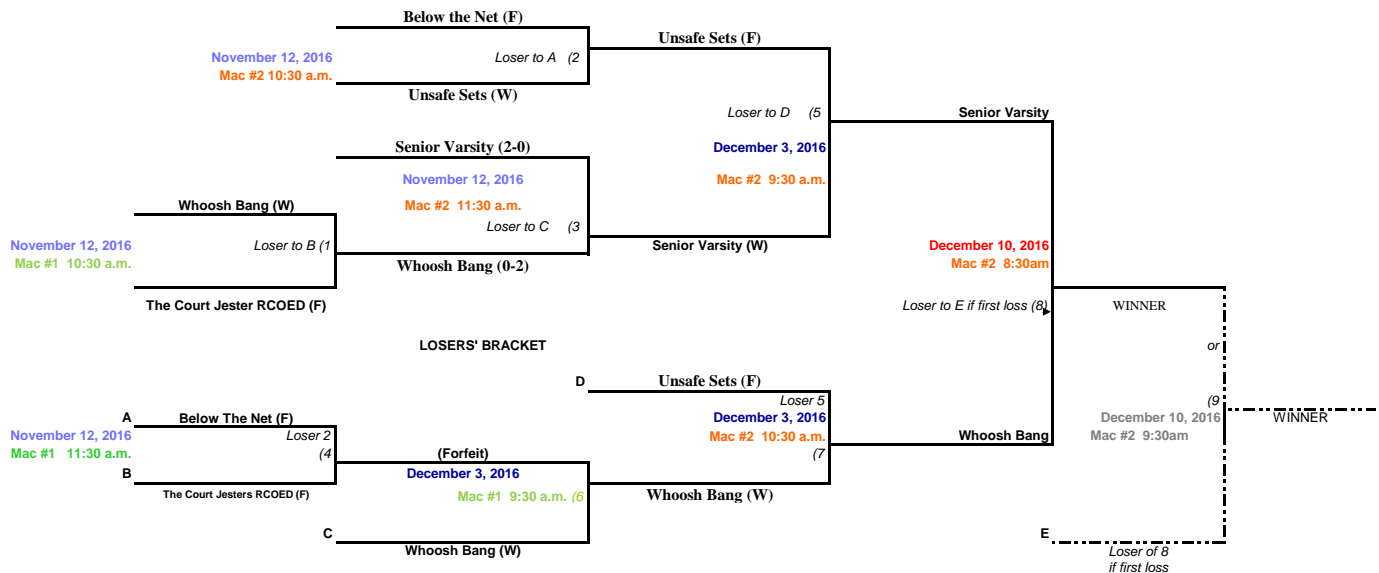 Below the Net (F)
November 12, 2016
Mac #2 10:30 a.m.
Loser to A (2
Unsafe Sets (W)
Unsafe Sets (F)
Loser to D (5
December 3, 2016
Mac #2 9:30 a.m.
Senior Varsity
Senior Varsity (2-0)
November 12, 2016
Mac #2 11:30 a.m.
Loser to C (3
Whoosh Bang (W)
November 12, 2016
Mac #1 10:30 a.m.
Loser to B (1
Whoosh Bang (0-2)
Senior Varsity (W)
The Court Jester RCOED (F)
December 10, 2016
Mac #2 8:30am
Loser to E if first loss (8)
WINNER
or
(9
December 10, 2016
Mac #2 9:30am
WINNER
LOSERS' BRACKET
D
Unsafe Sets (F)
Loser 5
December 3, 2016
Mac #2 10:30 a.m.
(7
Whoosh Bang
A
Below The Net (F)
November 12, 2016
Mac #1 11:30 a.m.
Loser 2
(4
B
The Court Jesters RCOED (F)
(Forfeit)
December 3, 2016
Mac #1 9:30 a.m. (6
Whoosh Bang (W)
C
Whoosh Bang (W)
E
Loser of 8
if first loss